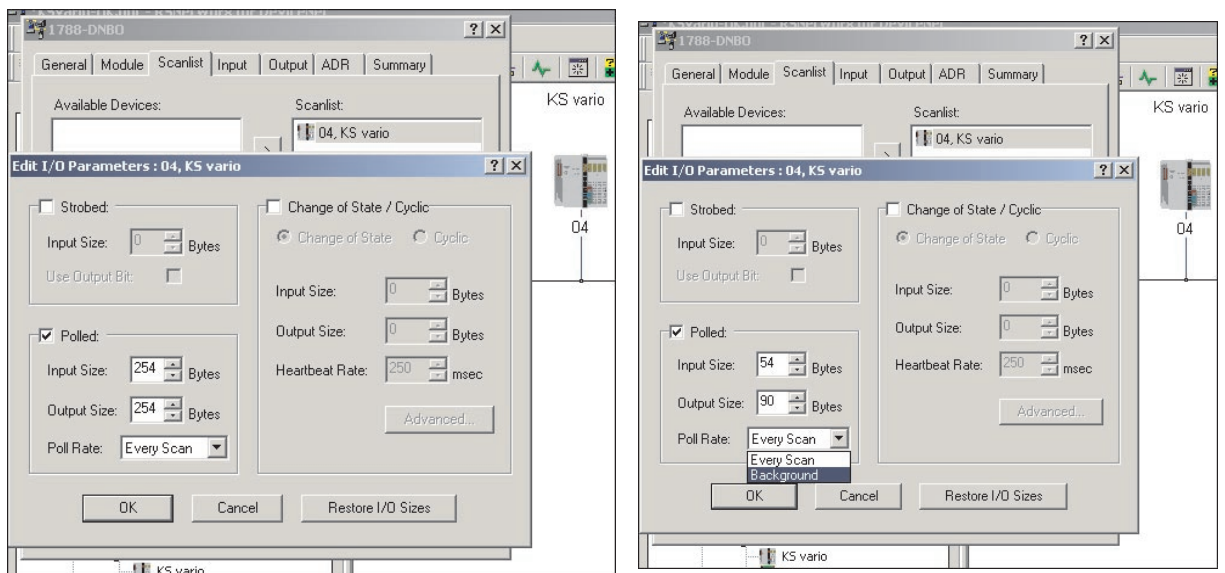 1788-DNBO
General Module Scanlist Input Output ADR Summary
Available Devices: Scanlist:
04, KS vario
KS vario
04
Edit I/O Parameters : 04, KS vario
Strobed:
Input Size: 0 Bytes
Use Output Bit:
Polled:
Input Size: 254 Bytes
Output Size: 254 Bytes
Poll Rate: Every Scan
Change of State / Cyclic
Change of State Cyclic
Input Size: 0 Bytes
Output Size: 0 Bytes
Heartbeat Rate: 250 msec
Advanced...
OK Cancel Restore I/O Sizes
KS vario
1788-DNBO
General Module Scanlist Input Output ADR Summary
Available Devices: Scanlist:
04, KS vario
KS vario
04
Edit I/O Parameters : 04, KS vario
Strobed:
Input Size: 0 Bytes
Use Output Bit:
Polled:
Input Size: 54 Bytes
Output Size: 90 Bytes
Poll Rate: Every Scan
Every Scan
Background
Change of State / Cyclic
Change of State Cyclic
Input Size: 0 Bytes
Output Size: 0 Bytes
Heartbeat Rate: 250 msec
Advanced...
OK Cancel Restore I/O Sizes
KS vario